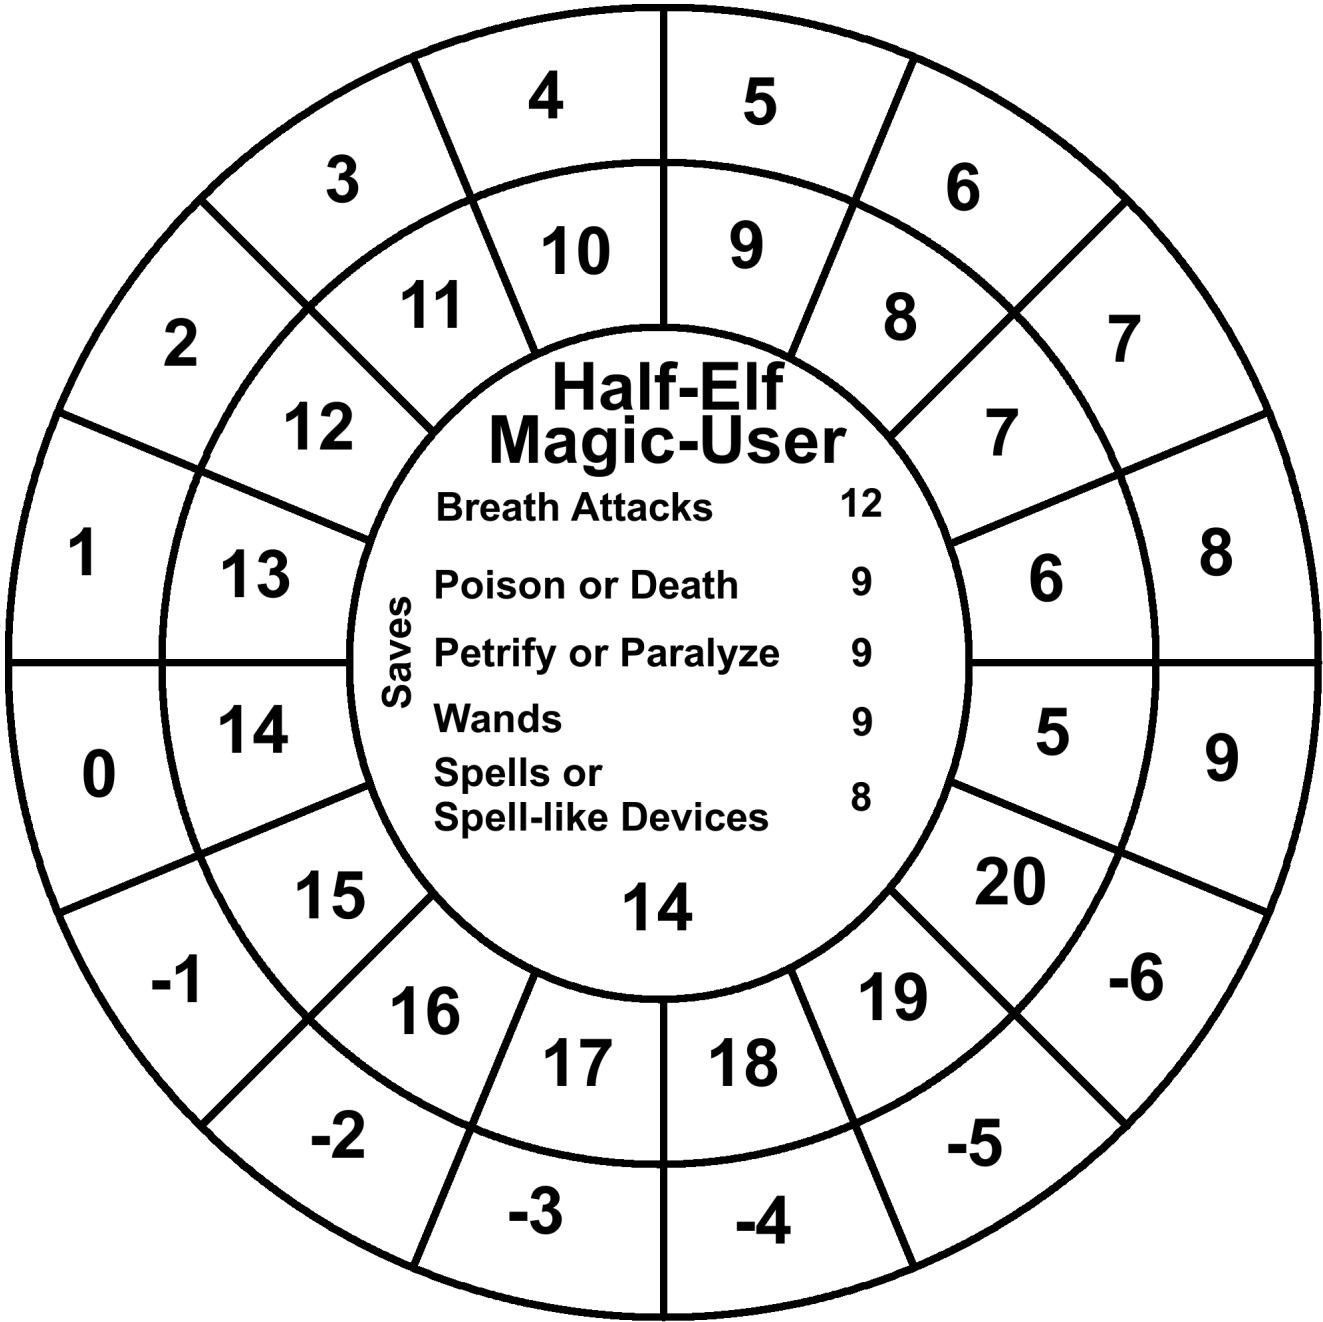 4 5
3 6
10 9
2 11 8 7
12 7
Half-Elf
Magic-User
Breath Attacks 12
1 13 6 8
Saves
Poison or Death 9
Petrify or Paralyze 9
Wands 9
0 14 5 9
Spells or
Spell-like Devices 8
15 14 20
-1 16 19 -6
17 18
-2 -5
-3 -4